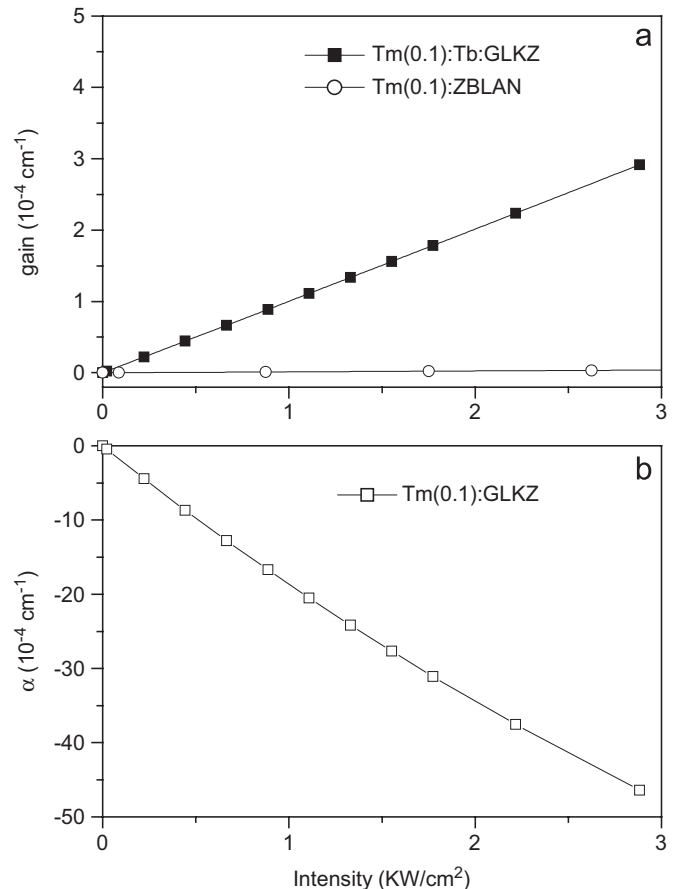 5
a
Tm(0.1):Tb:GLKZ
4
Tm(0.1):ZBLAN
3
gain (10⁻⁴ cm⁻¹)
2
1
0
0 1 2 3
0
b
Tm(0.1):GLKZ
-10
-20
α (10⁻⁴ cm⁻¹)
-30
-40
-50
0 1 2 3
Intensity (KW/cm²)